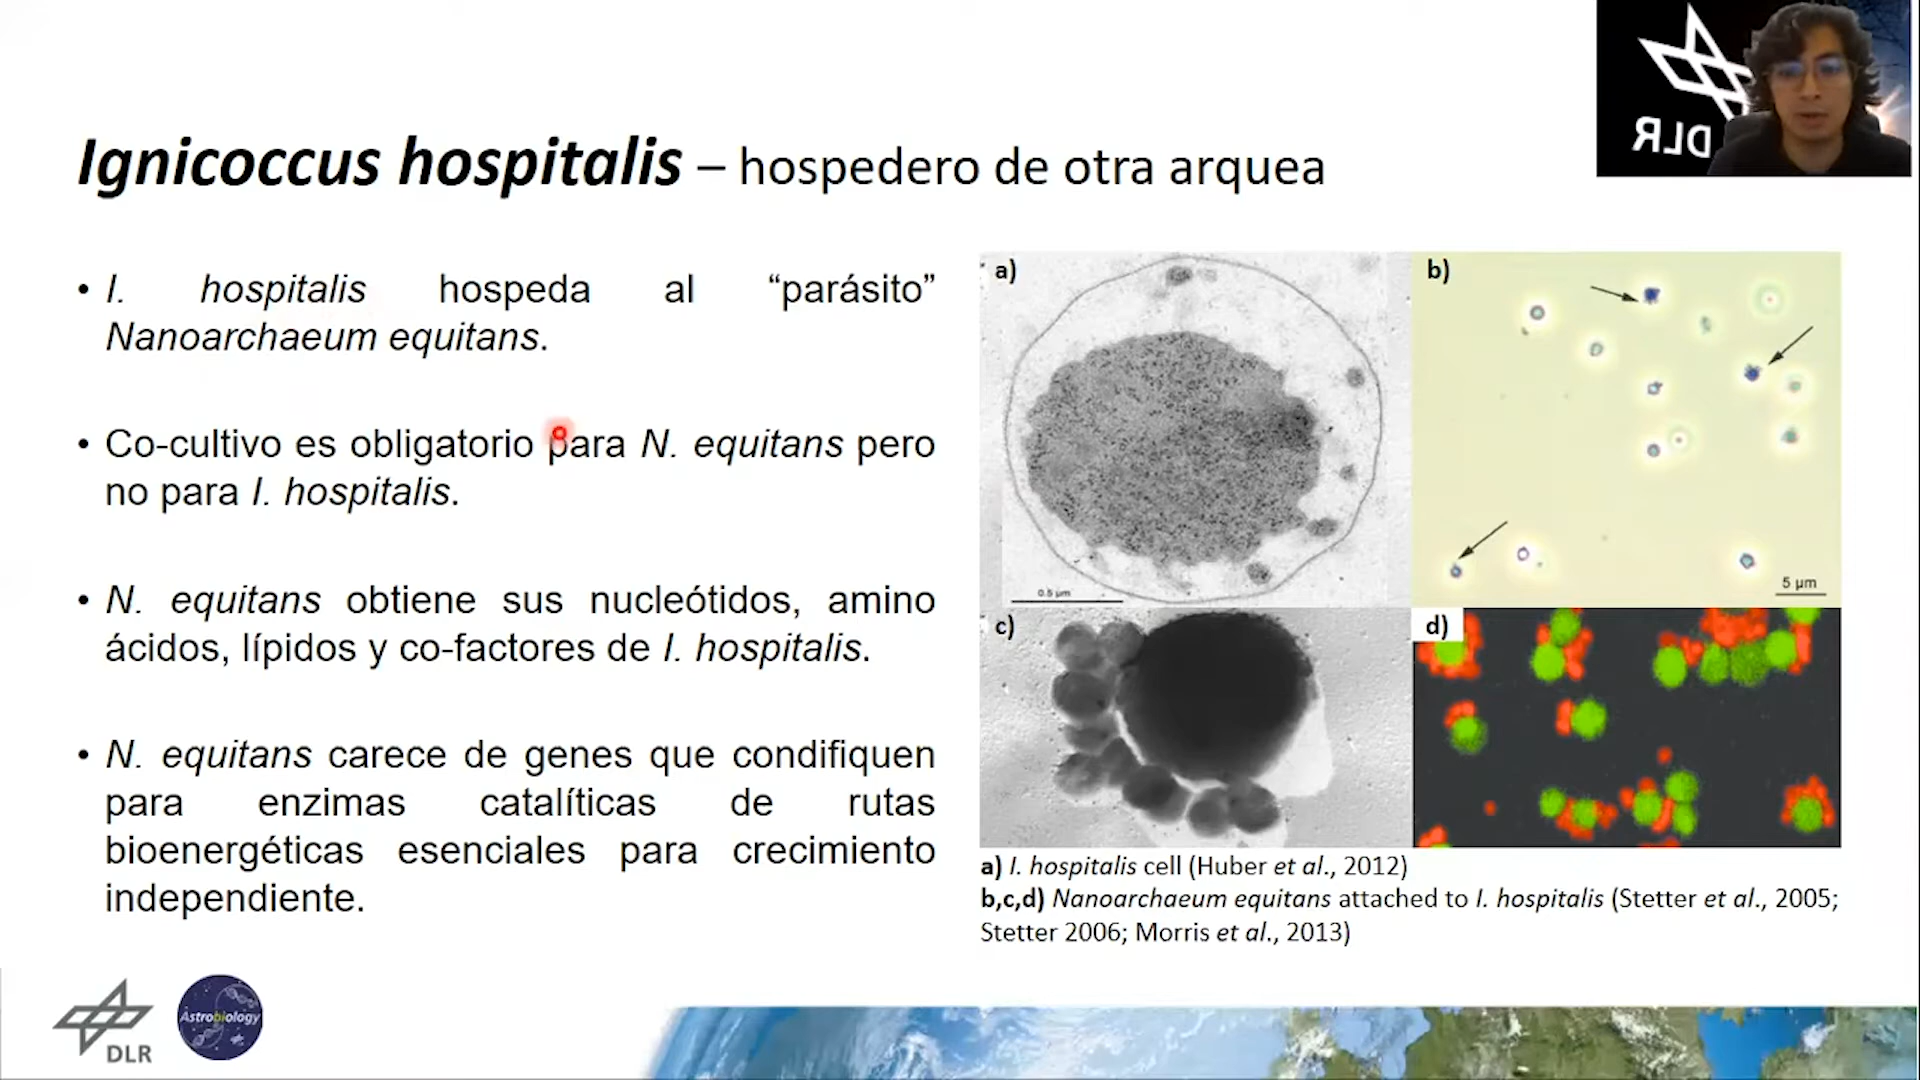 Ignicoccus hospitalis – hospedero de otra arquea
• I. hospitalis hospeda al “parásito”
Nanoarchaeum equitans.
• Co-cultivo es obligatorio para N. equitans pero
no para I. hospitalis.
• N. equitans obtiene sus nucleótidos, amino
ácidos, lípidos y co-factores de I. hospitalis.
• N. equitans carece de genes que condifiquen
para enzimas catalíticas de rutas
bioenergéticas esenciales para crecimiento
independiente.
DLR
a)
0.5 µm
b)
5 µm
c)
d)
a) I. hospitalis cell (Huber et al., 2012)
b,c,d) Nanoarchaeum equitans attached to I. hospitalis (Stetter et al., 2005;
Stetter 2006; Morris et al., 2013)
DLR
Astrobiology